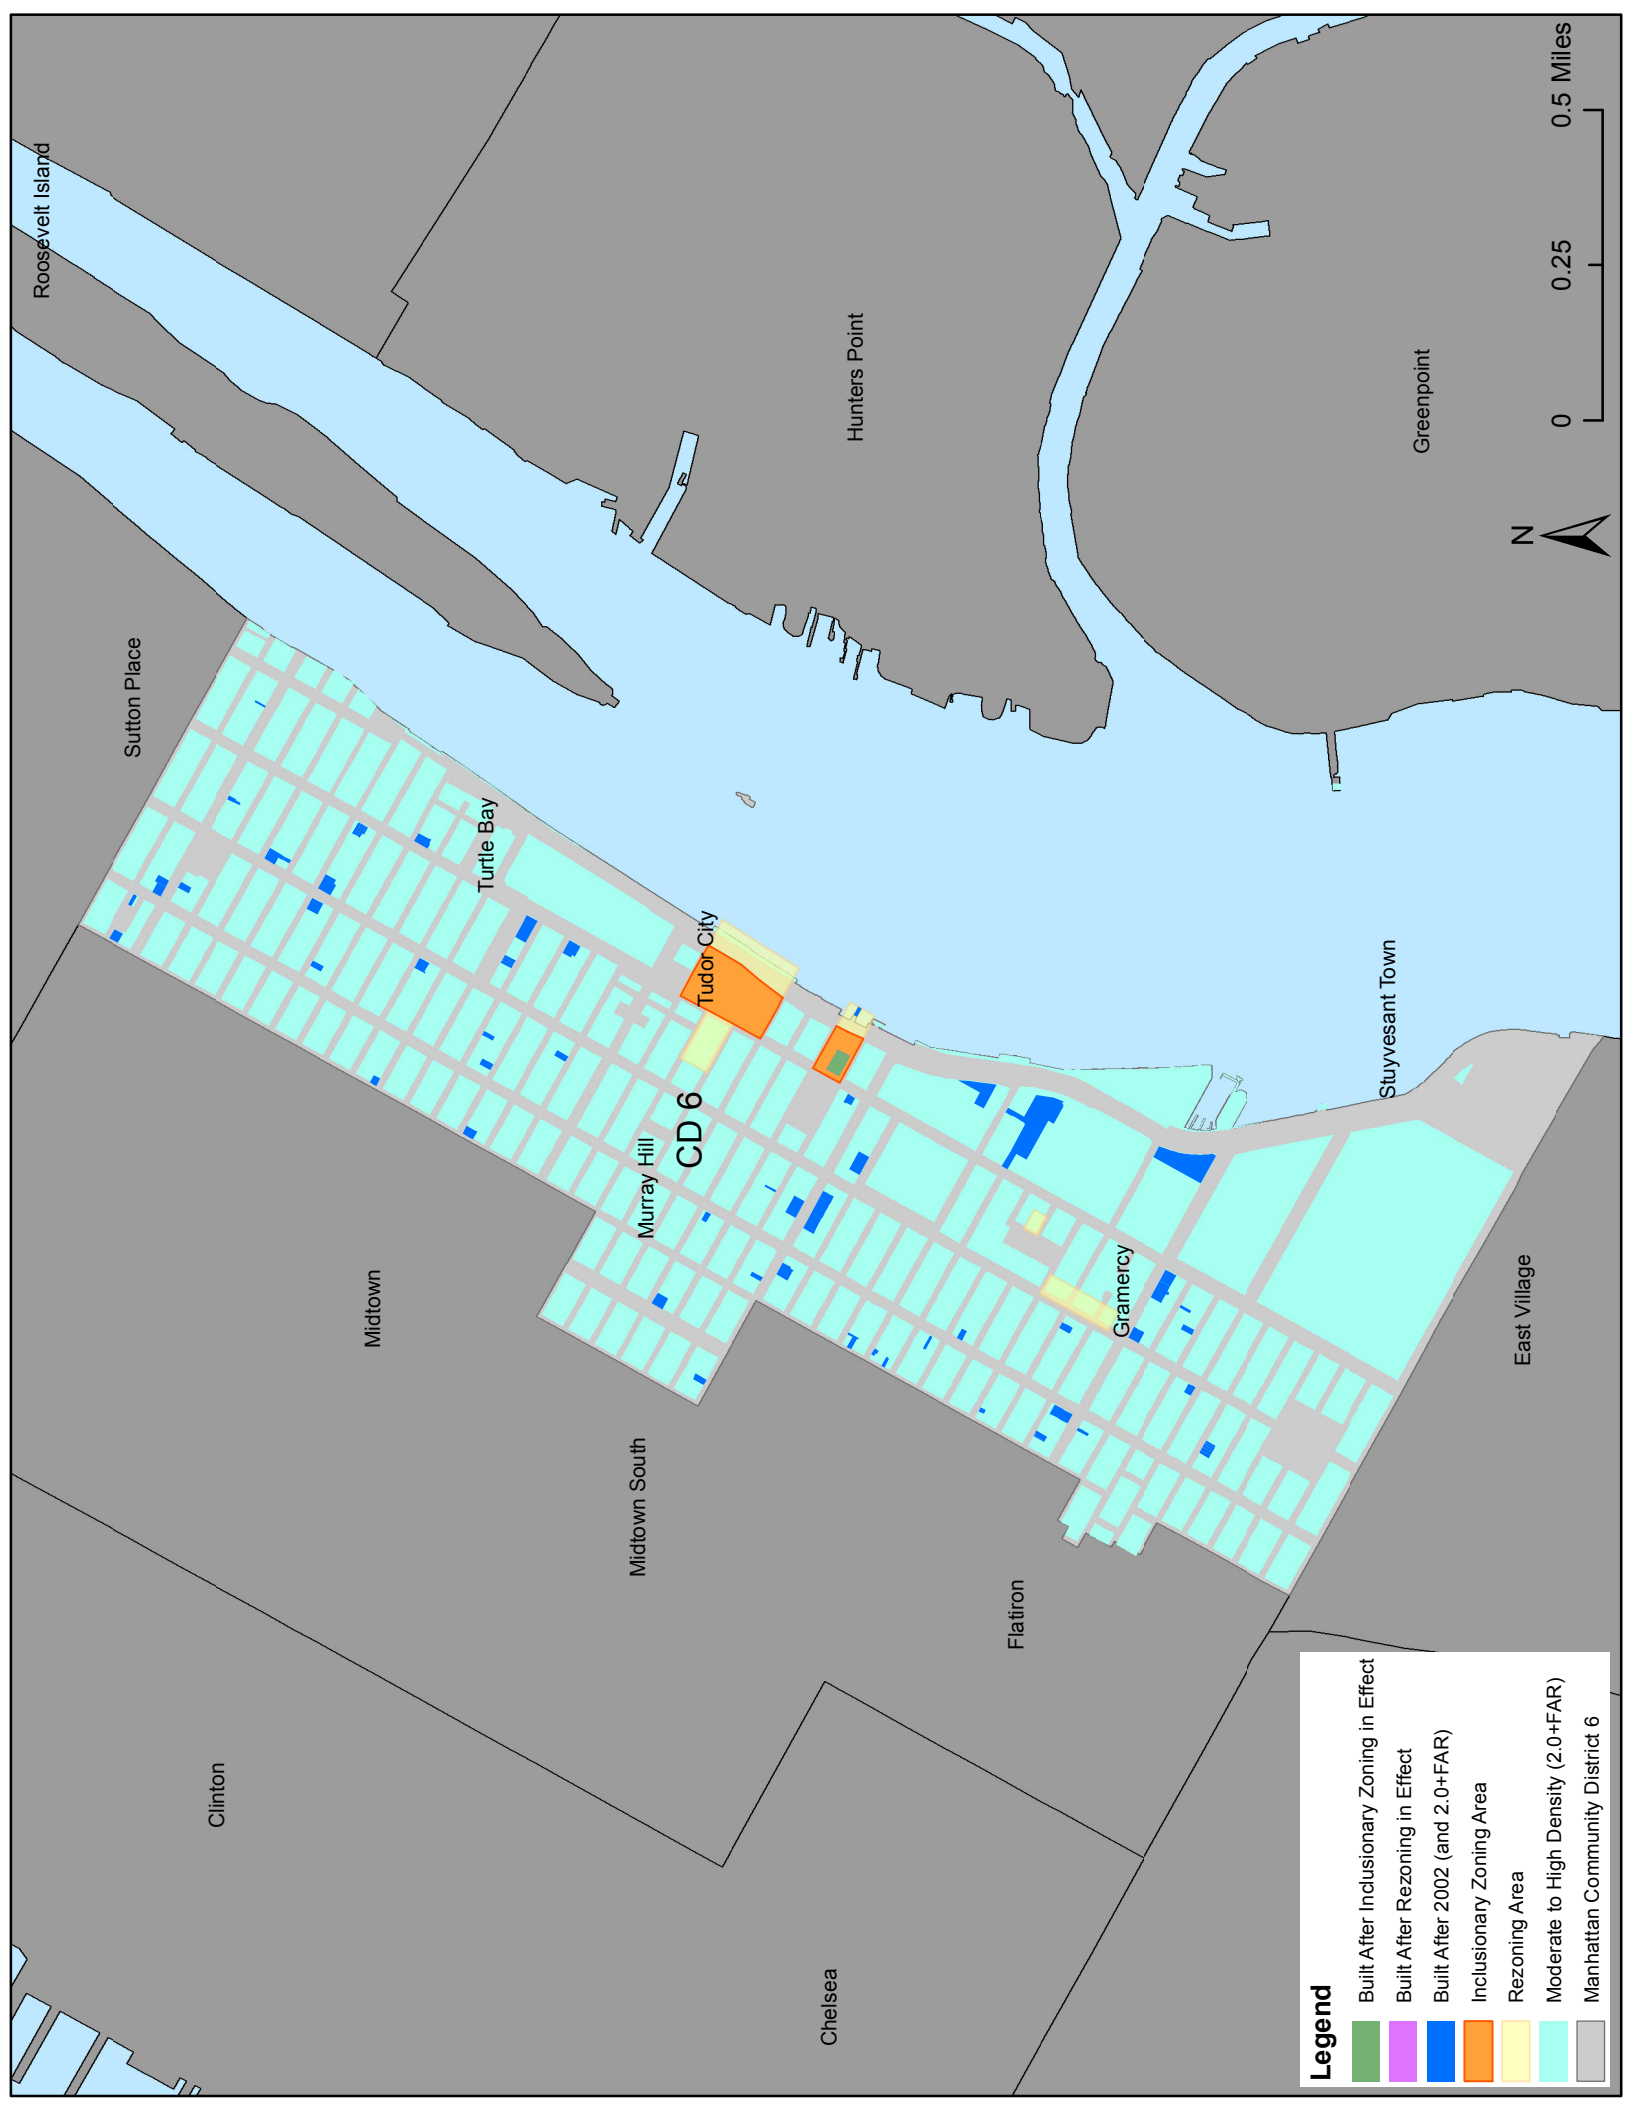 Roosevelt Island
Sutton Place
Turtle Bay
Hunters Point
Tudor City
CD 6
Murray Hill
Midtown
Midtown South
Clinton
Chelsea
Flatiron
Gramercy
Stuyvesant Town
East Village
Greenpoint
N
0 0.25 0.5 Miles
Legend
Built After Inclusionary Zoning in Effect
Built After Rezoning in Effect
Built After 2002 (and 2.0+FAR)
Inclusionary Zoning Area
Rezoning Area
Moderate to High Density (2.0+FAR)
Manhattan Community District 6